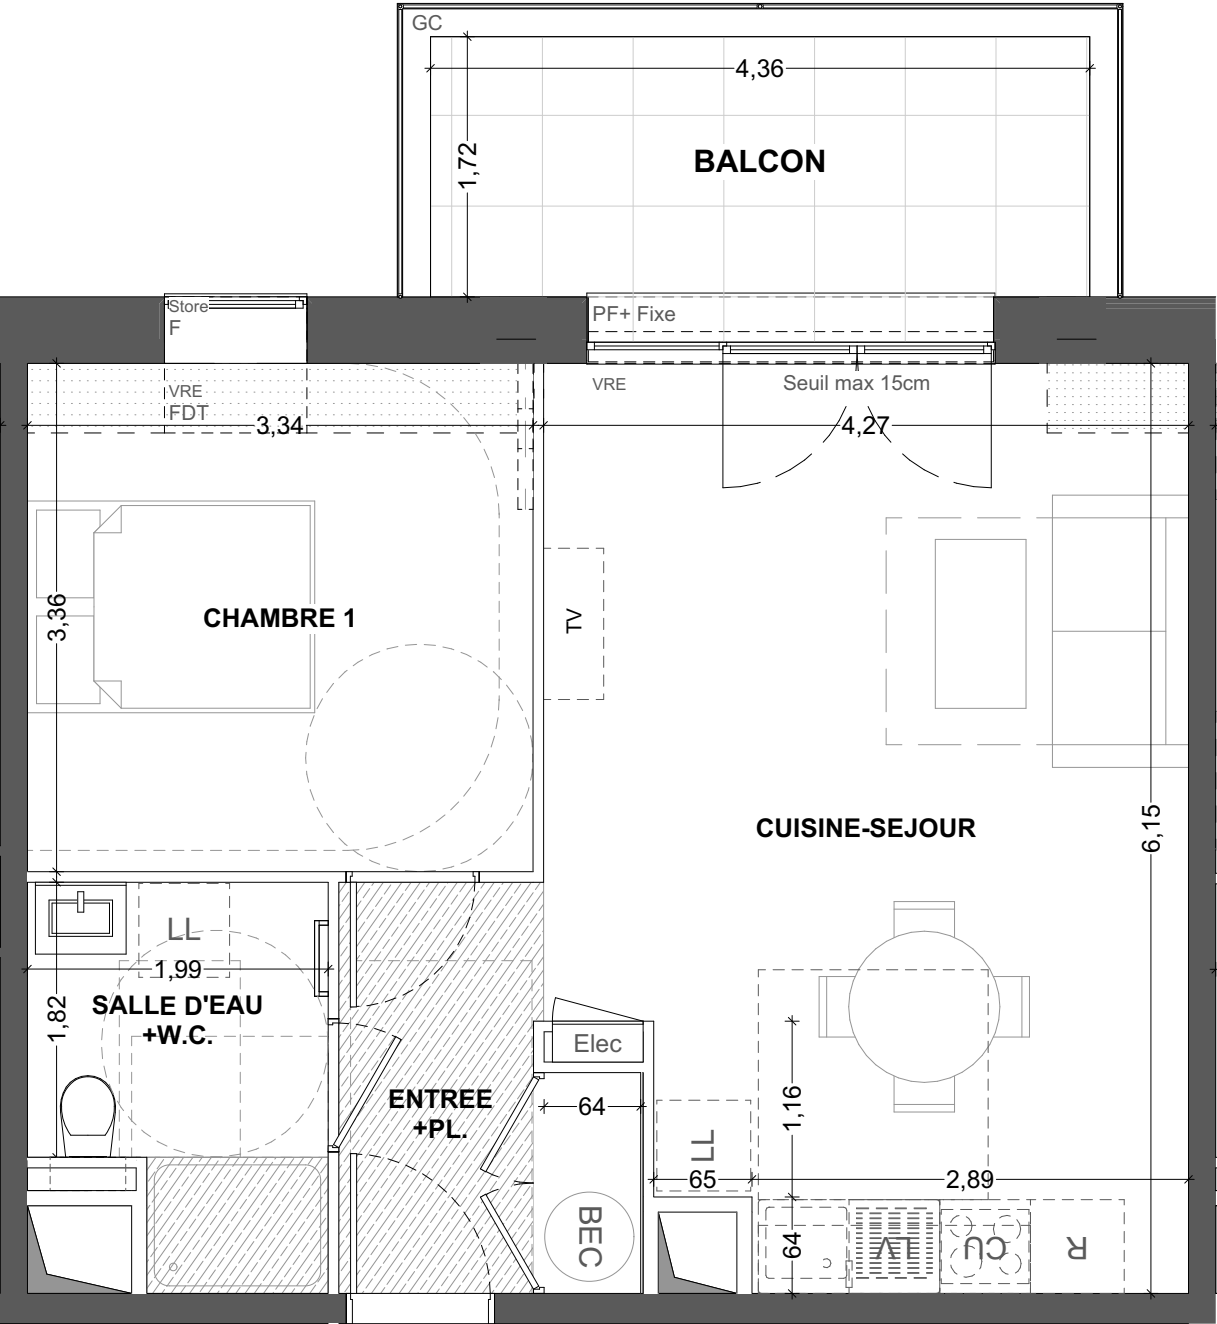 GC
4,36
1,72
BALCON
Store
F
PF+ Fixe
VRE
FDT
VRE
Seuil max 15cm
3,34
4,27
3,36
CHAMBRE 1
TV
CUISINE-SEJOUR
6,15
LL
1,99
1,82
SALLE D'EAU
+W.C.
Elec
ENTREE
+PL.
64
1,16
LL
65
2,89
BEC
64
LV
CU
R